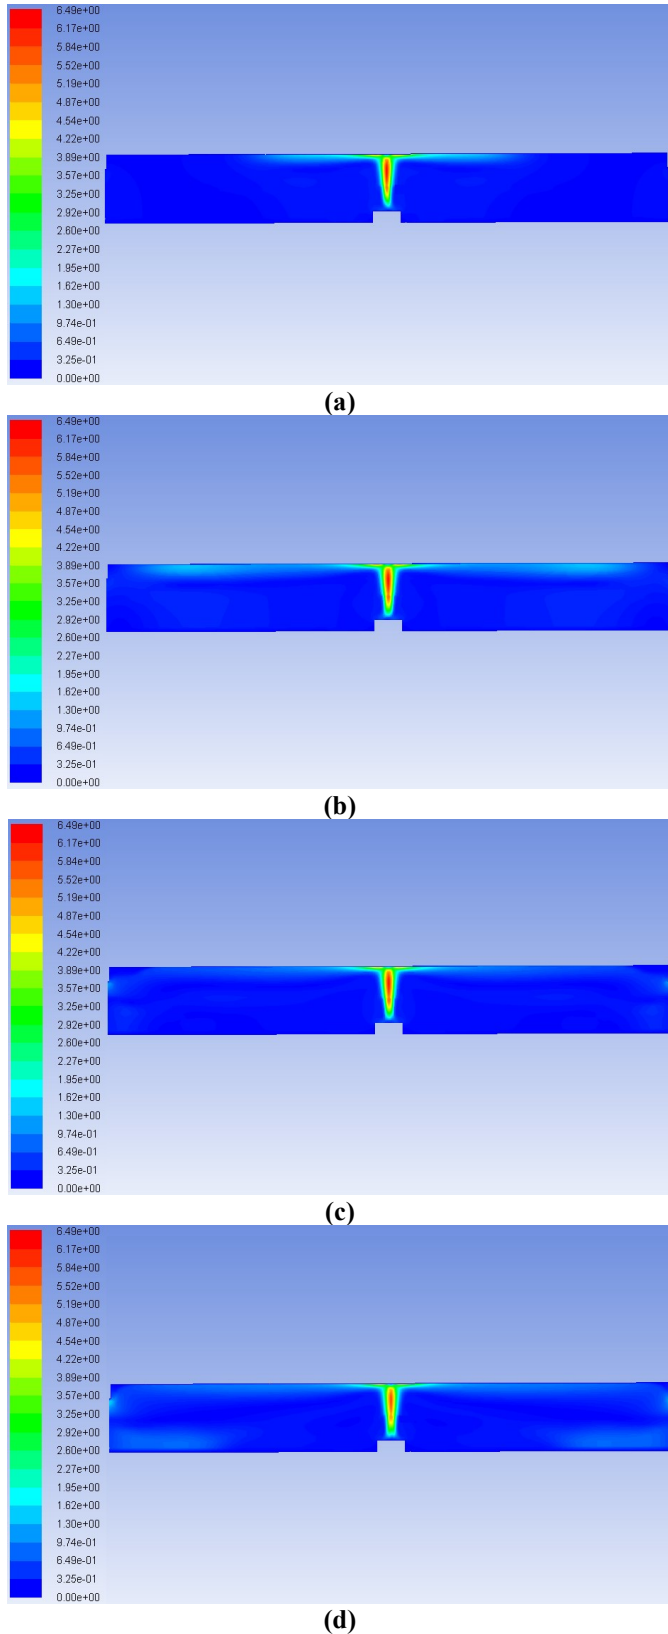 6.49e+00
6.17e+00
5.84e+00
5.52e+00
5.19e+00
4.87e+00
4.54e+00
4.22e+00
3.89e+00
3.57e+00
3.25e+00
2.92e+00
2.60e+00
2.27e+00
1.95e+00
1.62e+00
1.30e+00
9.74e-01
6.49e-01
3.25e-01
0.00e+00
(a)
6.49e+00
6.17e+00
5.84e+00
5.52e+00
5.19e+00
4.87e+00
4.54e+00
4.22e+00
3.89e+00
3.57e+00
3.25e+00
2.92e+00
2.60e+00
2.27e+00
1.95e+00
1.62e+00
1.30e+00
9.74e-01
6.49e-01
3.25e-01
0.00e+00
(b)
6.49e+00
6.17e+00
5.84e+00
5.52e+00
5.19e+00
4.87e+00
4.54e+00
4.22e+00
3.89e+00
3.57e+00
3.25e+00
2.92e+00
2.60e+00
2.27e+00
1.95e+00
1.62e+00
1.30e+00
9.74e-01
6.49e-01
3.25e-01
0.00e+00
(c)
6.49e+00
6.17e+00
5.84e+00
5.52e+00
5.19e+00
4.87e+00
4.54e+00
4.22e+00
3.89e+00
3.57e+00
3.25e+00
2.92e+00
2.60e+00
2.27e+00
1.95e+00
1.62e+00
1.30e+00
9.74e-01
6.49e-01
3.25e-01
0.00e+00
(d)